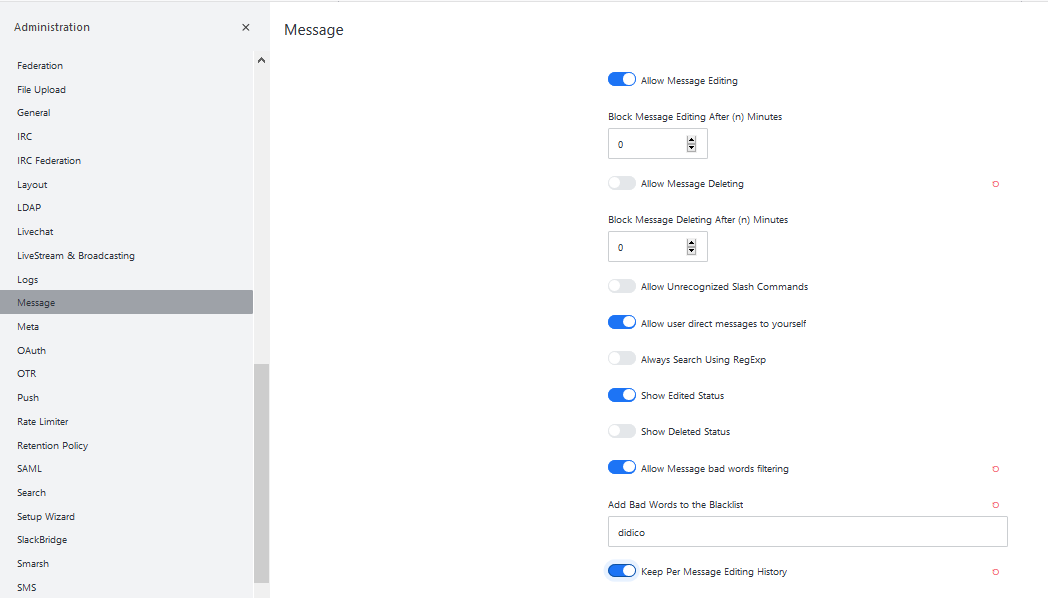 Administration
×
Federation
File Upload
General
IRC
IRC Federation
Layout
LDAP
Livechat
LiveStream & Broadcasting
Logs
Message
Meta
OAuth
OTR
Push
Rate Limiter
Retention Policy
SAML
Search
Setup Wizard
SlackBridge
Smarsh
SMS
Message
Allow Message Editing
Block Message Editing After (n) Minutes
0
Allow Message Deleting
Block Message Deleting After (n) Minutes
0
Allow Unrecognized Slash Commands
Allow user direct messages to yourself
Always Search Using RegExp
Show Edited Status
Show Deleted Status
Allow Message bad words filtering
Add Bad Words to the Blacklist
didico
Keep Per Message Editing History